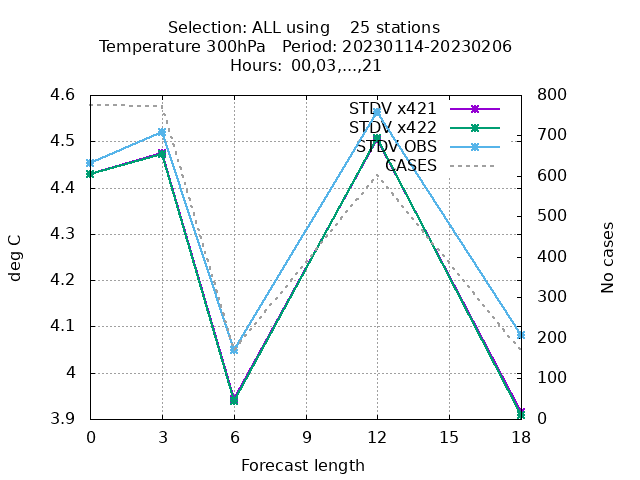 Selection: ALL using    25 stations
Temperature 300hPa   Period: 20230114-20230206
Hours:  00,03,...,21
STDV x421
STDV x422
STDV OBS
CASES
4.6
4.5
4.4
4.3
4.2
4.1
4
3.9
deg C
800
700
600
500
400
300
200
100
0
No cases
0 3 6 9 12 15 18
Forecast length